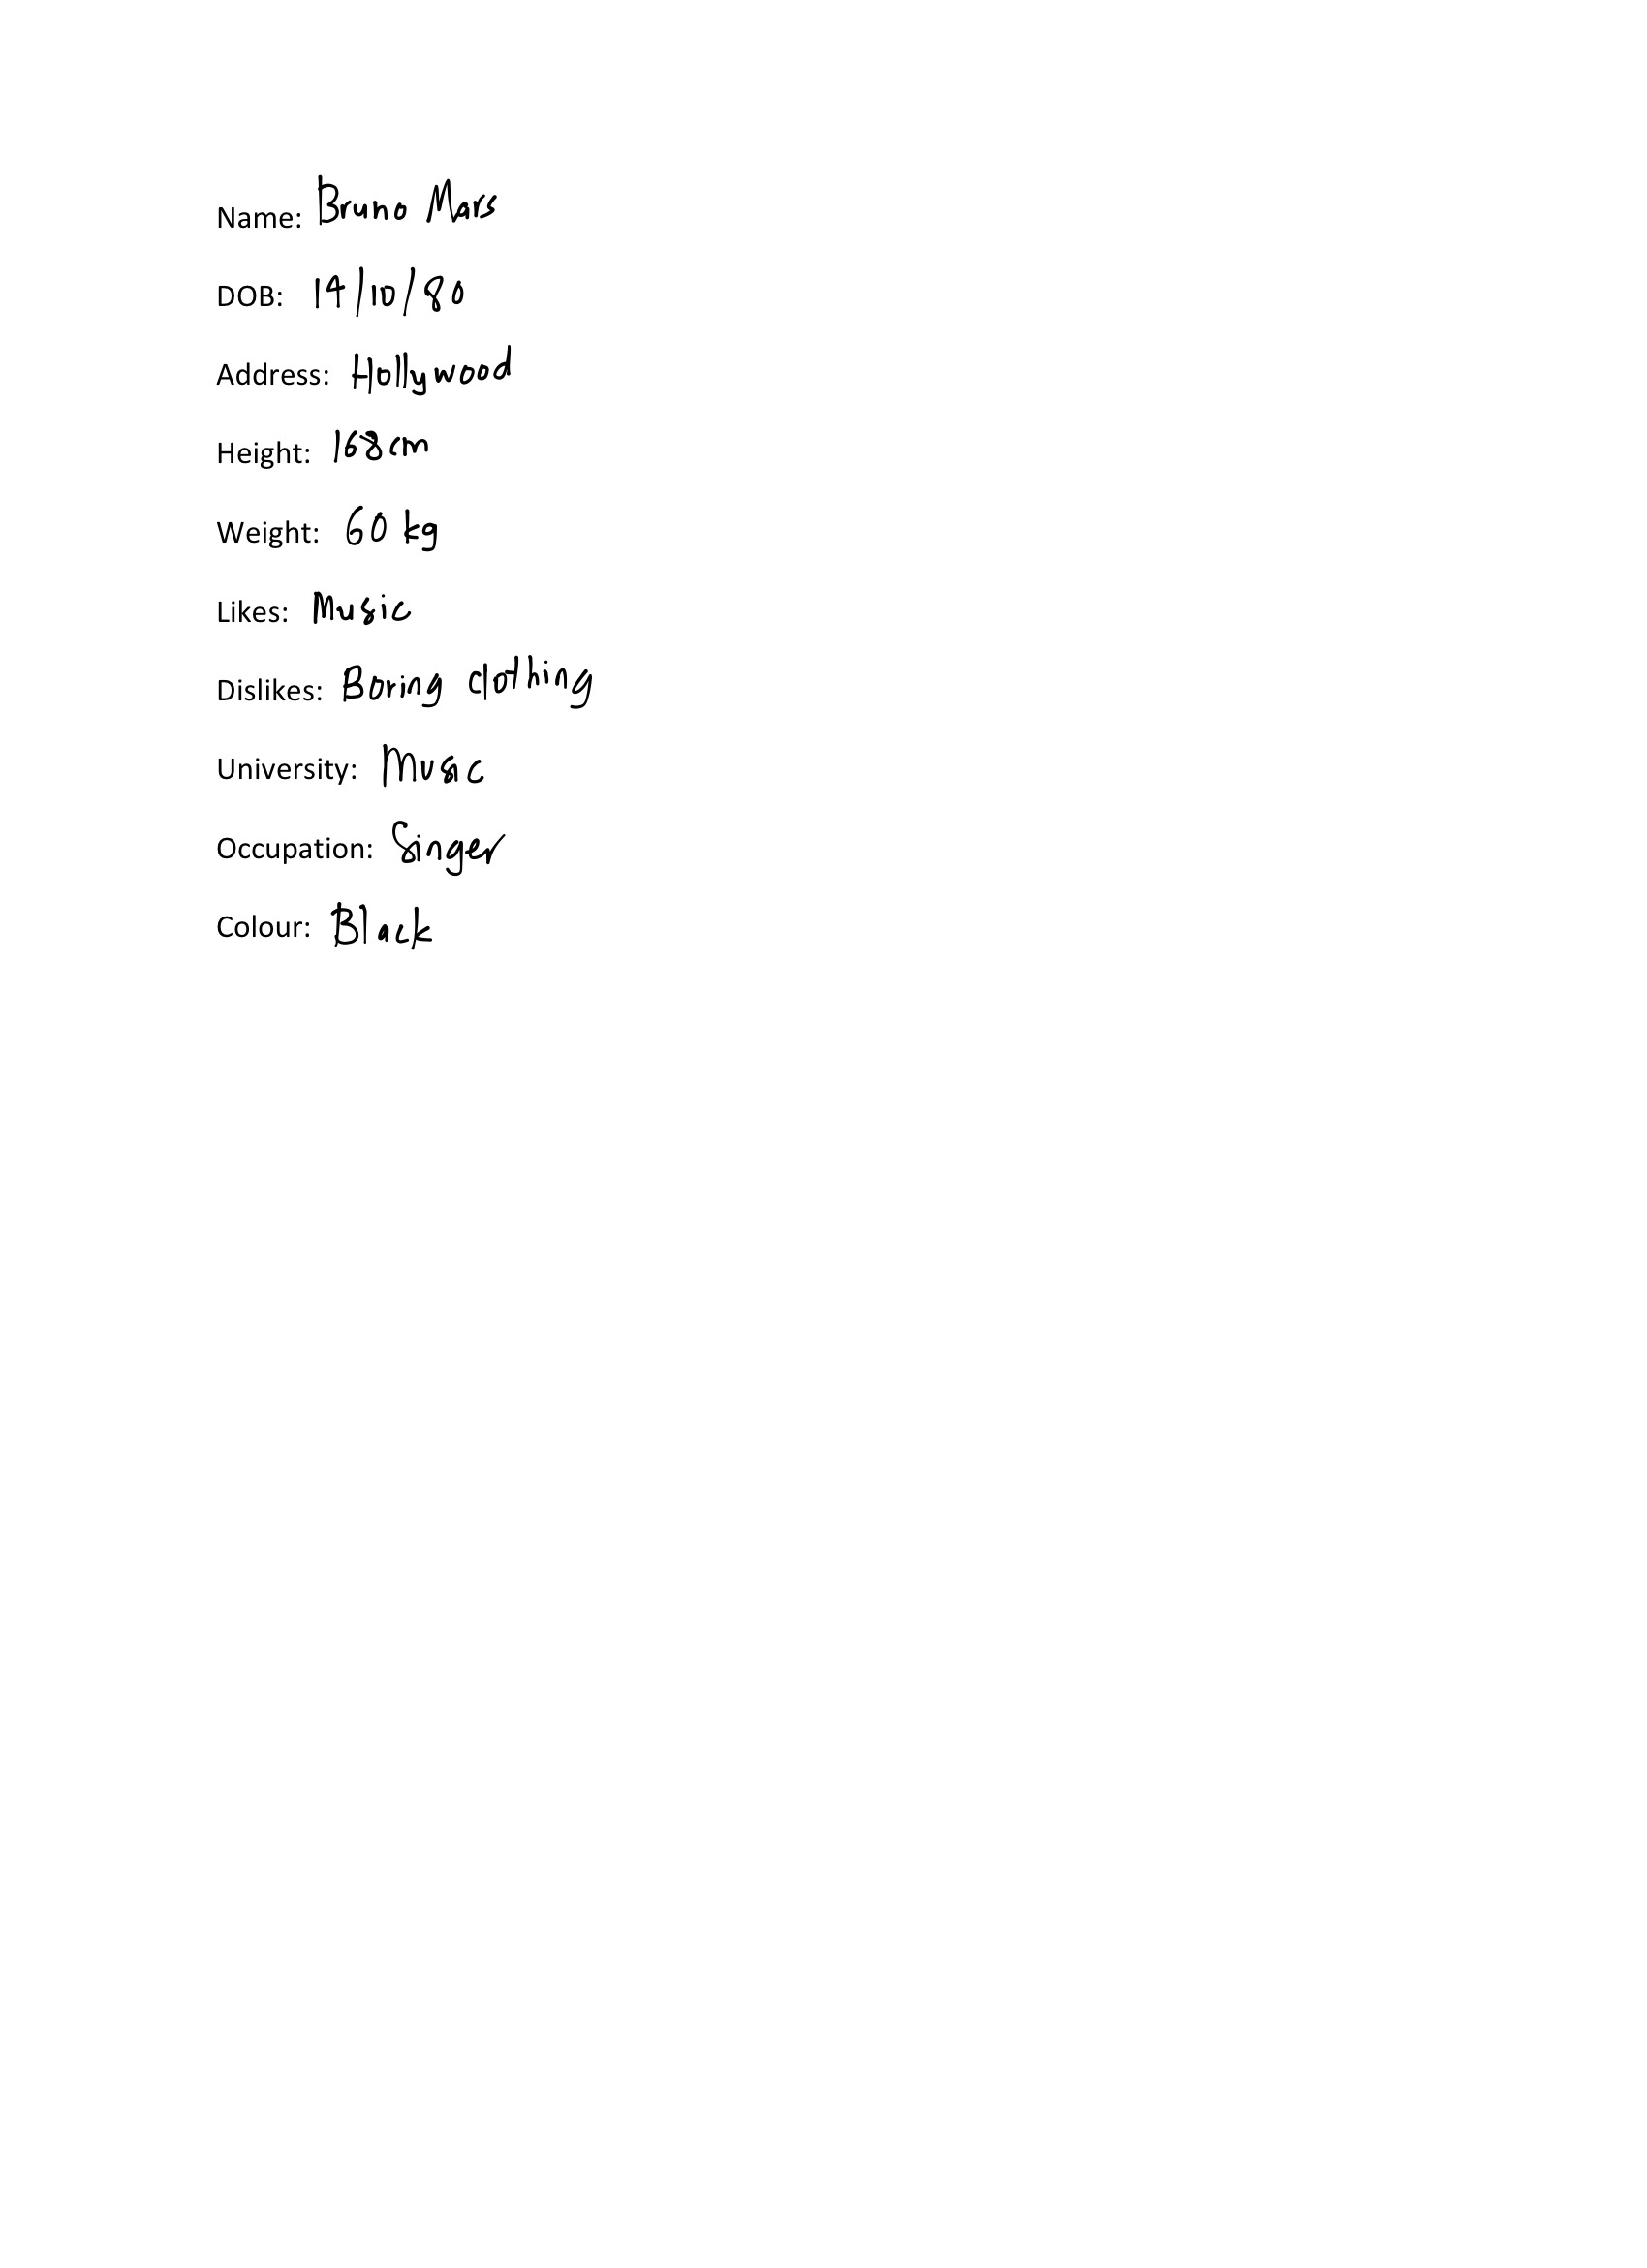 Name: Bruno Mars
DOB: 14/10/80
Address: Hollywood
Height: 168cm
Weight: 60 kg
Likes: Music
Dislikes: Boring clothing
University: Music
Occupation: Singer
Colour: Black